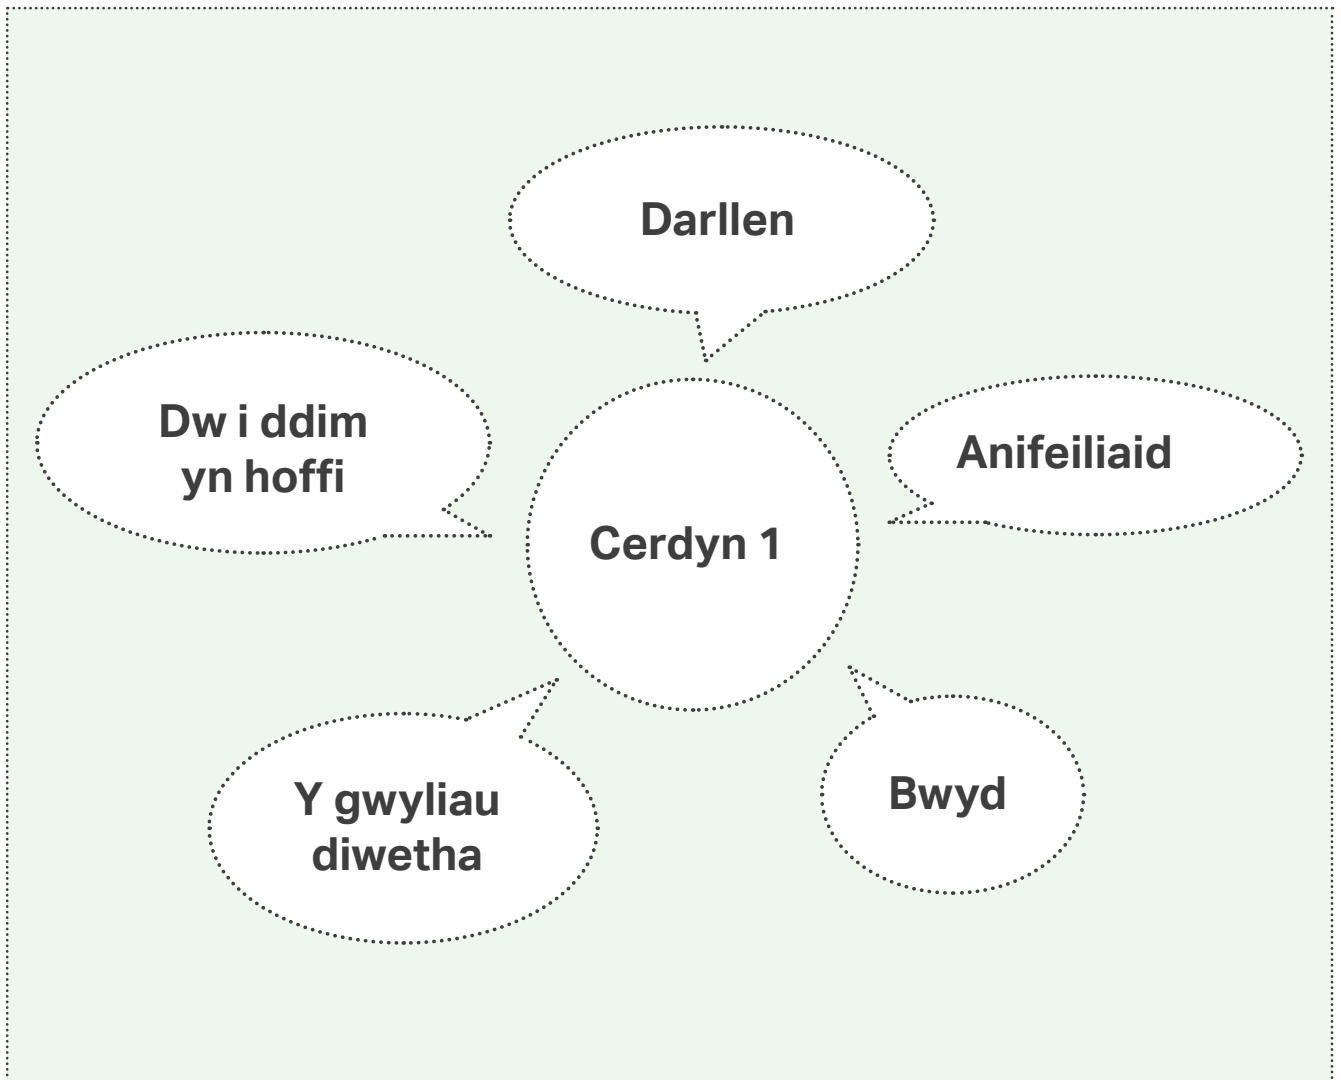 Darllen
Dw i ddim
yn hoffi
Anifeiliaid
Cerdyn 1
Y gwyliau
diwetha
Bwyd